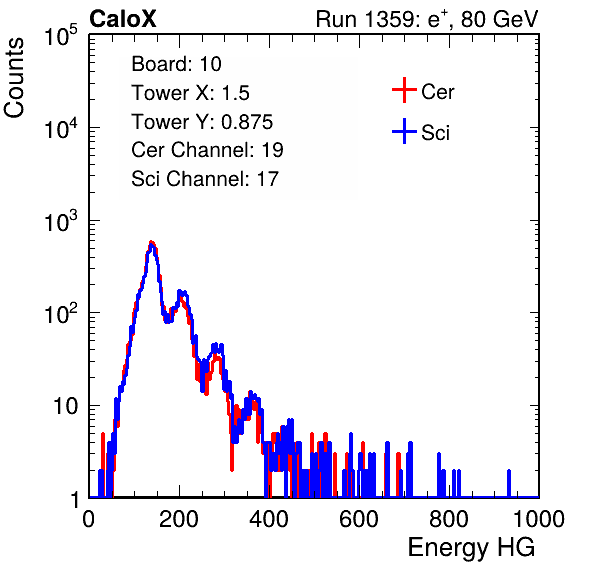 CaloX Run 1359: e⁺, 80 GeV
Counts
10⁵
10⁴
10³
10²
10
1
Board: 10
Tower X: 1.5
Tower Y: 0.875
Cer Channel: 19
Sci Channel: 17
Cer
Sci
0 200 400 600 800 1000
Energy HG